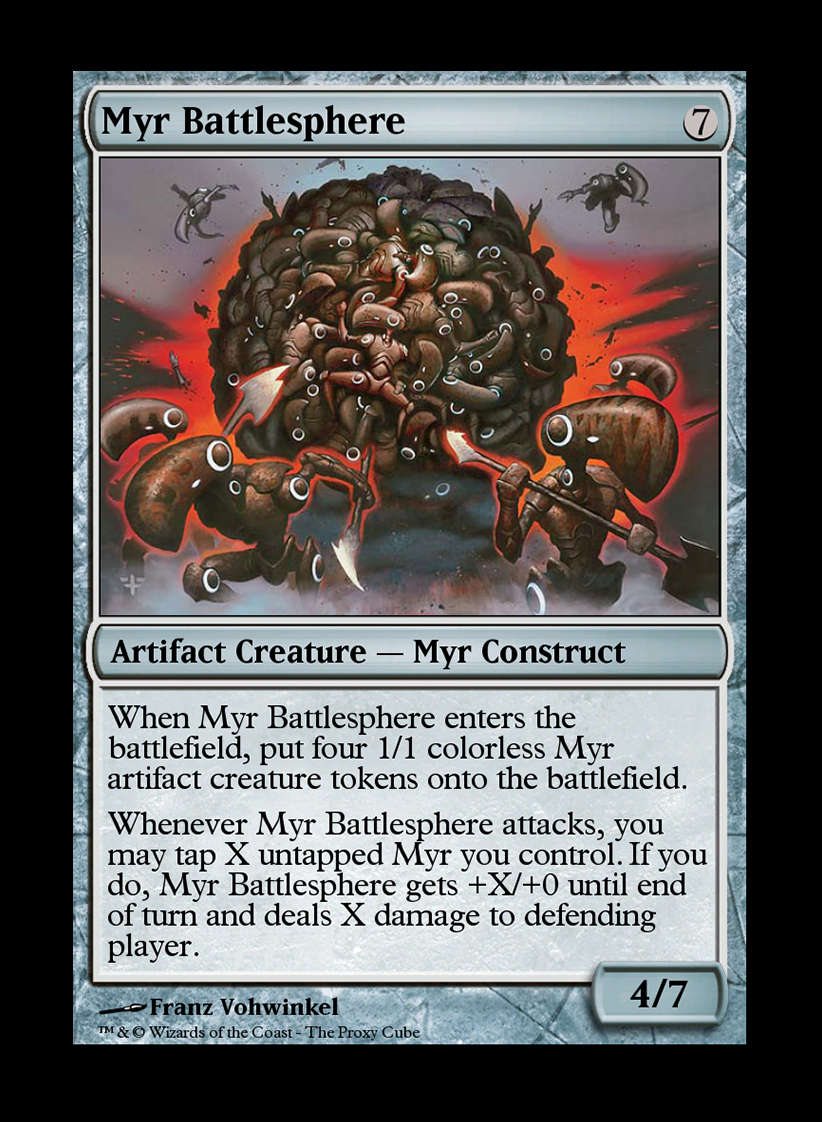 Myr Battlesphere 7
Artifact Creature — Myr Construct
When Myr Battlesphere enters the
battlefield, put four 1/1 colorless Myr
artifact creature tokens onto the battlefield.
Whenever Myr Battlesphere attacks, you
may tap X untapped Myr you control. If you
do, Myr Battlesphere gets +X/+0 until end
of turn and deals X damage to defending
player.
4/7
Franz Vohwinkel
™ & © Wizards of the Coast - The Proxy Cube